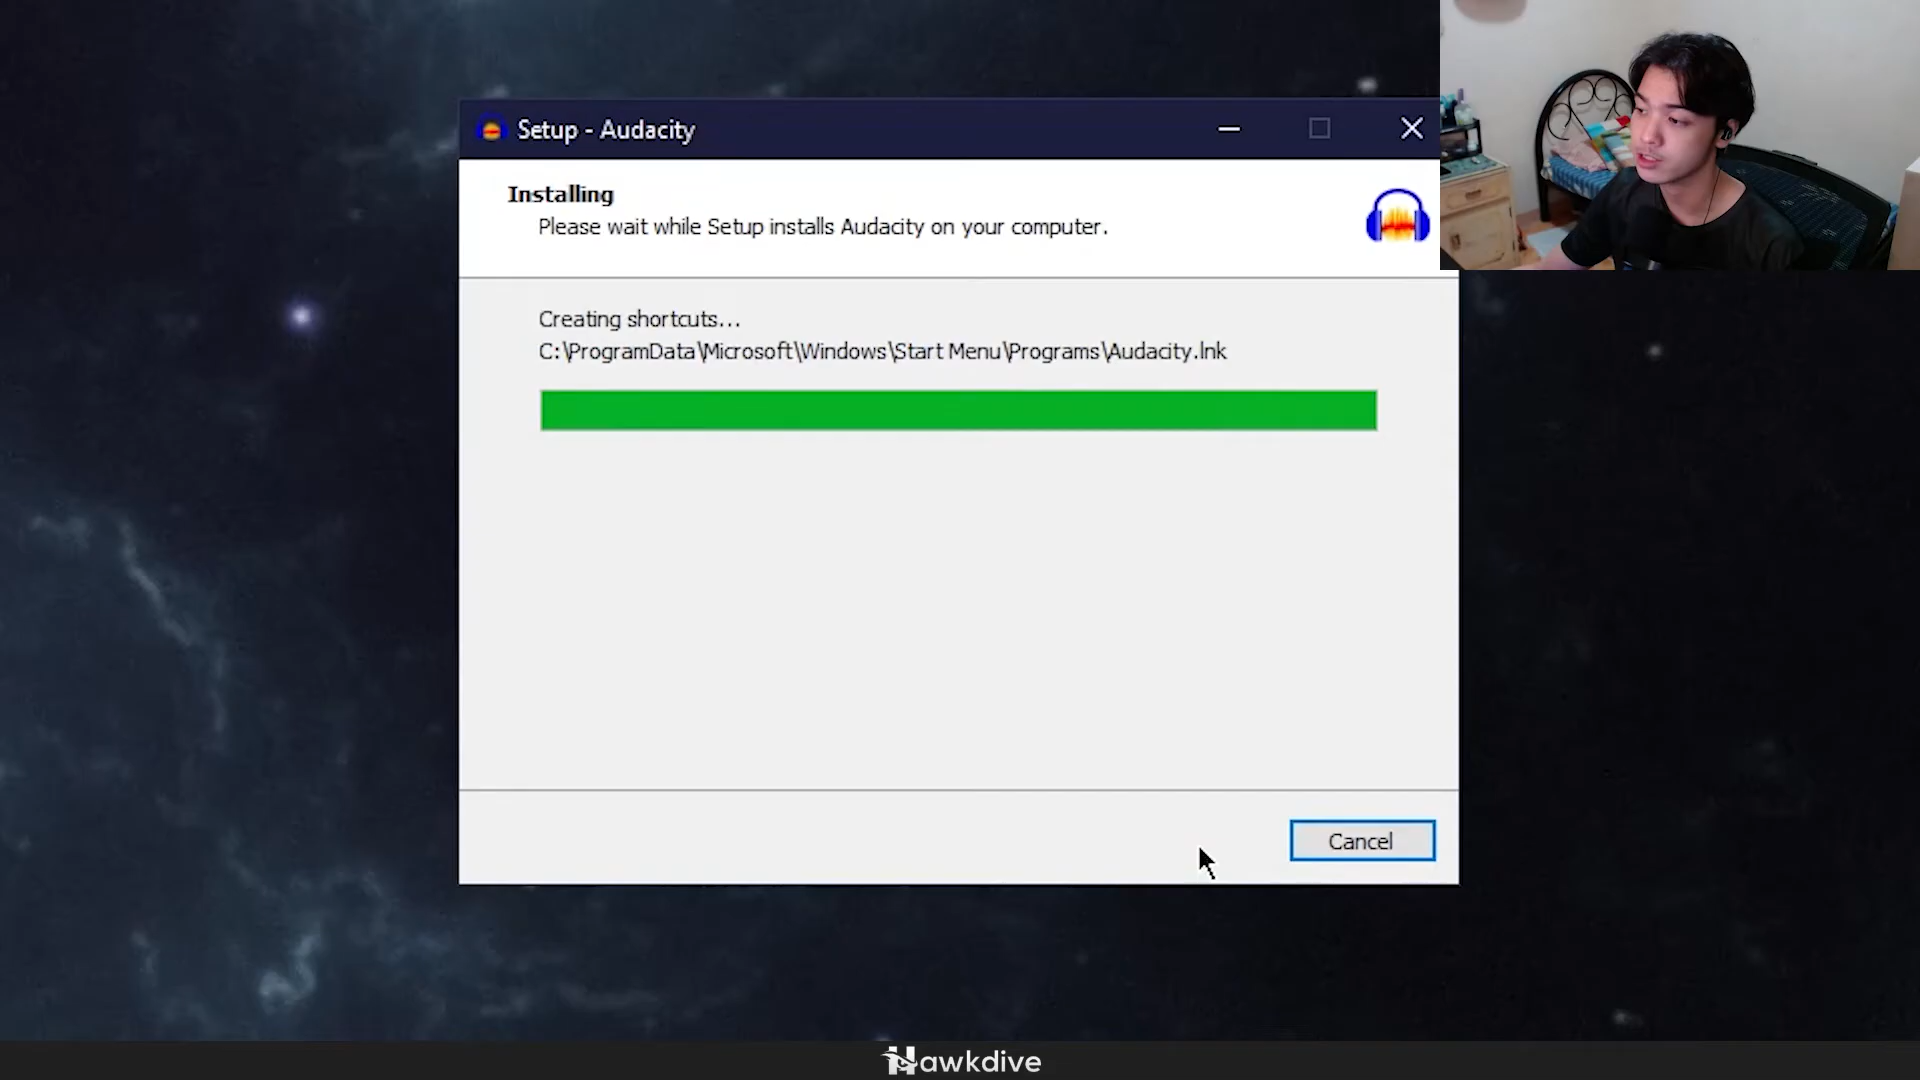 Setup - Audacity
Installing
Please wait while Setup installs Audacity on your computer.
Creating shortcuts...
C:\ProgramData\Microsoft\Windows\Start Menu\Programs\Audacity.lnk
Cancel
Hawkdive